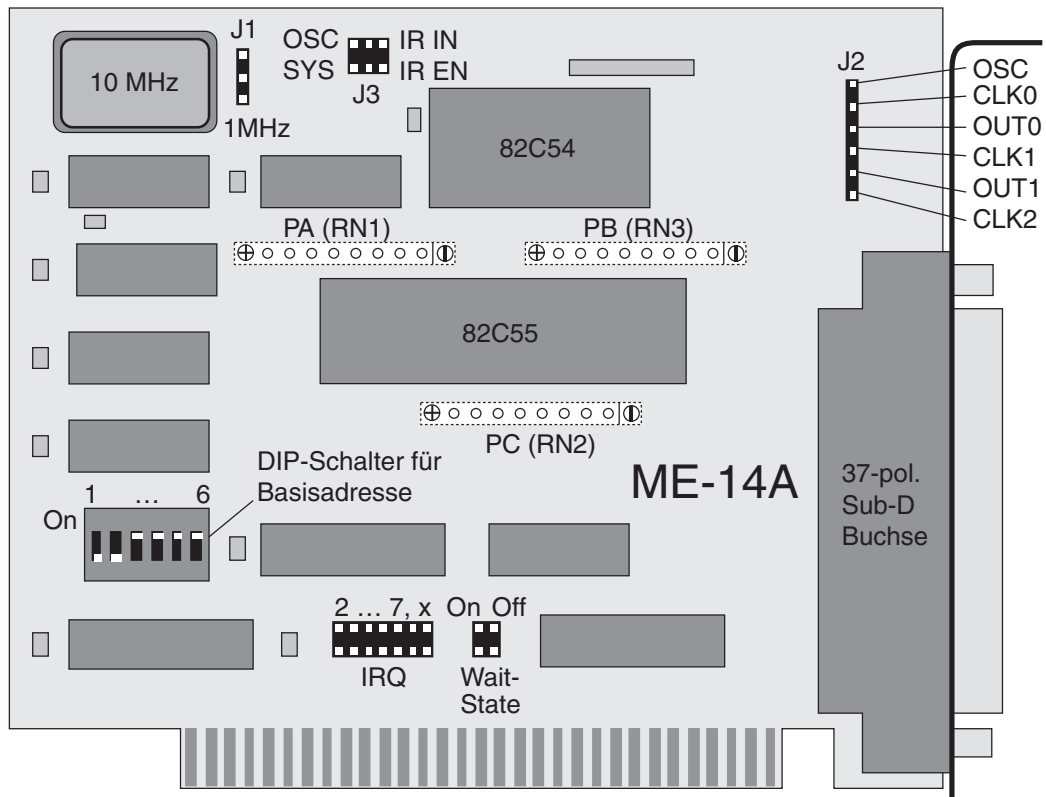 J1
OSC
IR IN
SYS
IR EN
J3
10 MHz
1MHz
J2
OSC
CLK0
OUT0
CLK1
OUT1
CLK2
82C54
PA (RN1)
PB (RN3)
82C55
PC (RN2)
ME-14A
37-pol.
Sub-D
Buchse
DIP-Schalter für
Basisadresse
1 … 6
On
2 … 7, x
IRQ
On Off
Wait-
State